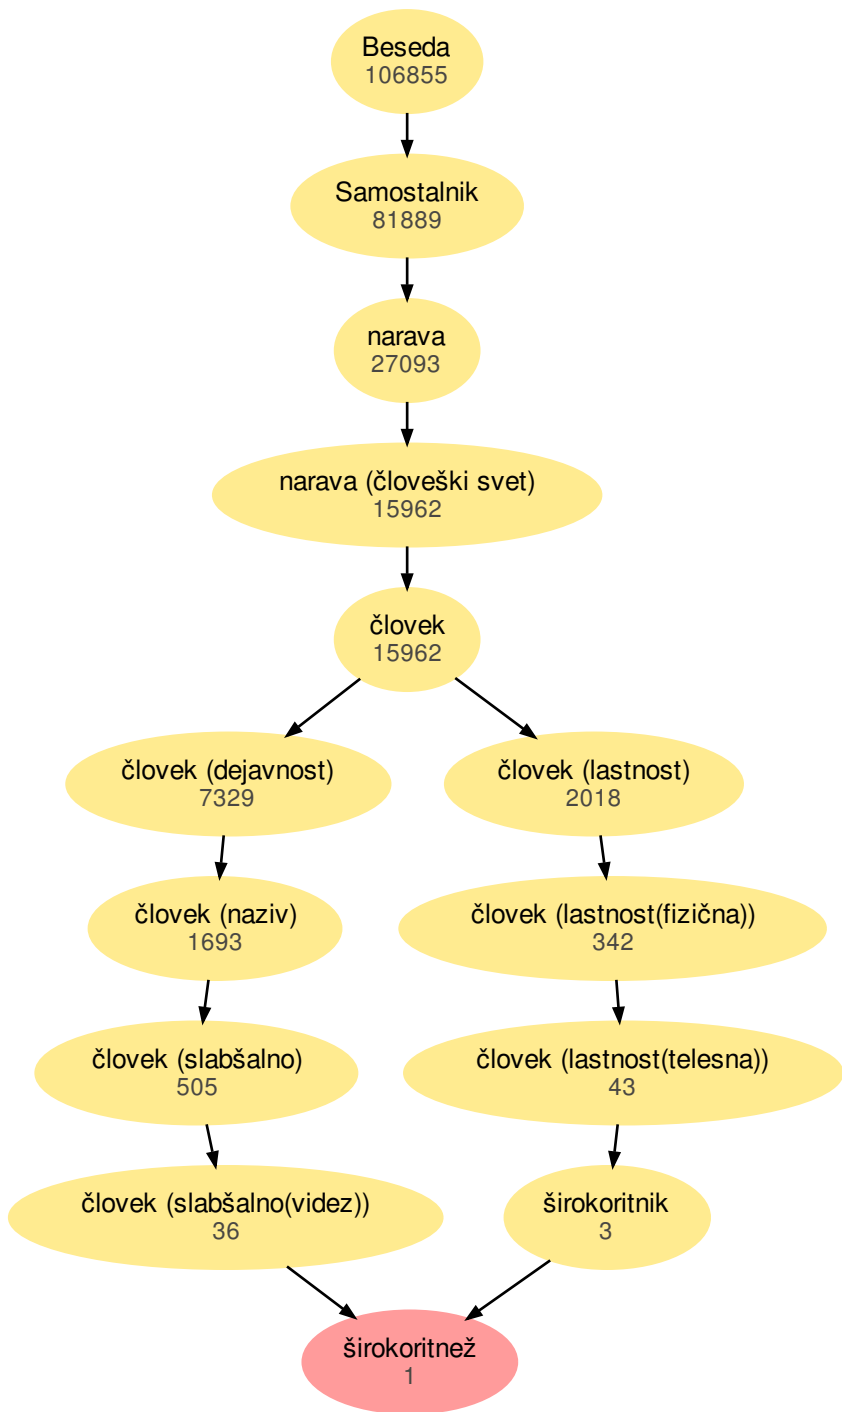 Beseda
106855
Samostalnik
81889
narava
27093
narava (človeški svet)
15962
človek
15962
človek (dejavnost)
7329
človek (lastnost)
2018
človek (naziv)
1693
človek (lastnost(fizična))
342
človek (slabšalno)
505
človek (lastnost(telesna))
43
človek (slabšalno(videz))
36
širokoritnik
3
širokoritnež
1